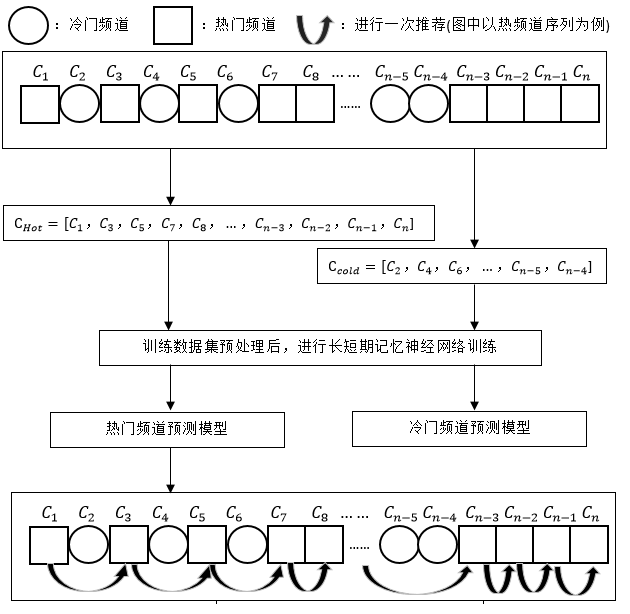 ：冷门频道 ：热门频道 ：进行一次推荐(图中以热频道序列为例)
C₁ C₂ C₃ C₄ C₅ C₆ C₇ C₈ …… Cₙ₋₅ Cₙ₋₄ Cₙ₋₃ Cₙ₋₂ Cₙ₋₁ Cₙ
……
C_Hot = [C₁，C₃，C₅，C₇，C₈，…，Cₙ₋₃，Cₙ₋₂，Cₙ₋₁，Cₙ]
C_cold = [C₂，C₄，C₆，…，Cₙ₋₅，Cₙ₋₄]
训练数据集预处理后，进行长短期记忆神经网络训练
热门频道预测模型 冷门频道预测模型
C₁ C₂ C₃ C₄ C₅ C₆ C₇ C₈ …… Cₙ₋₅ Cₙ₋₄ Cₙ₋₃ Cₙ₋₂ Cₙ₋₁ Cₙ
……